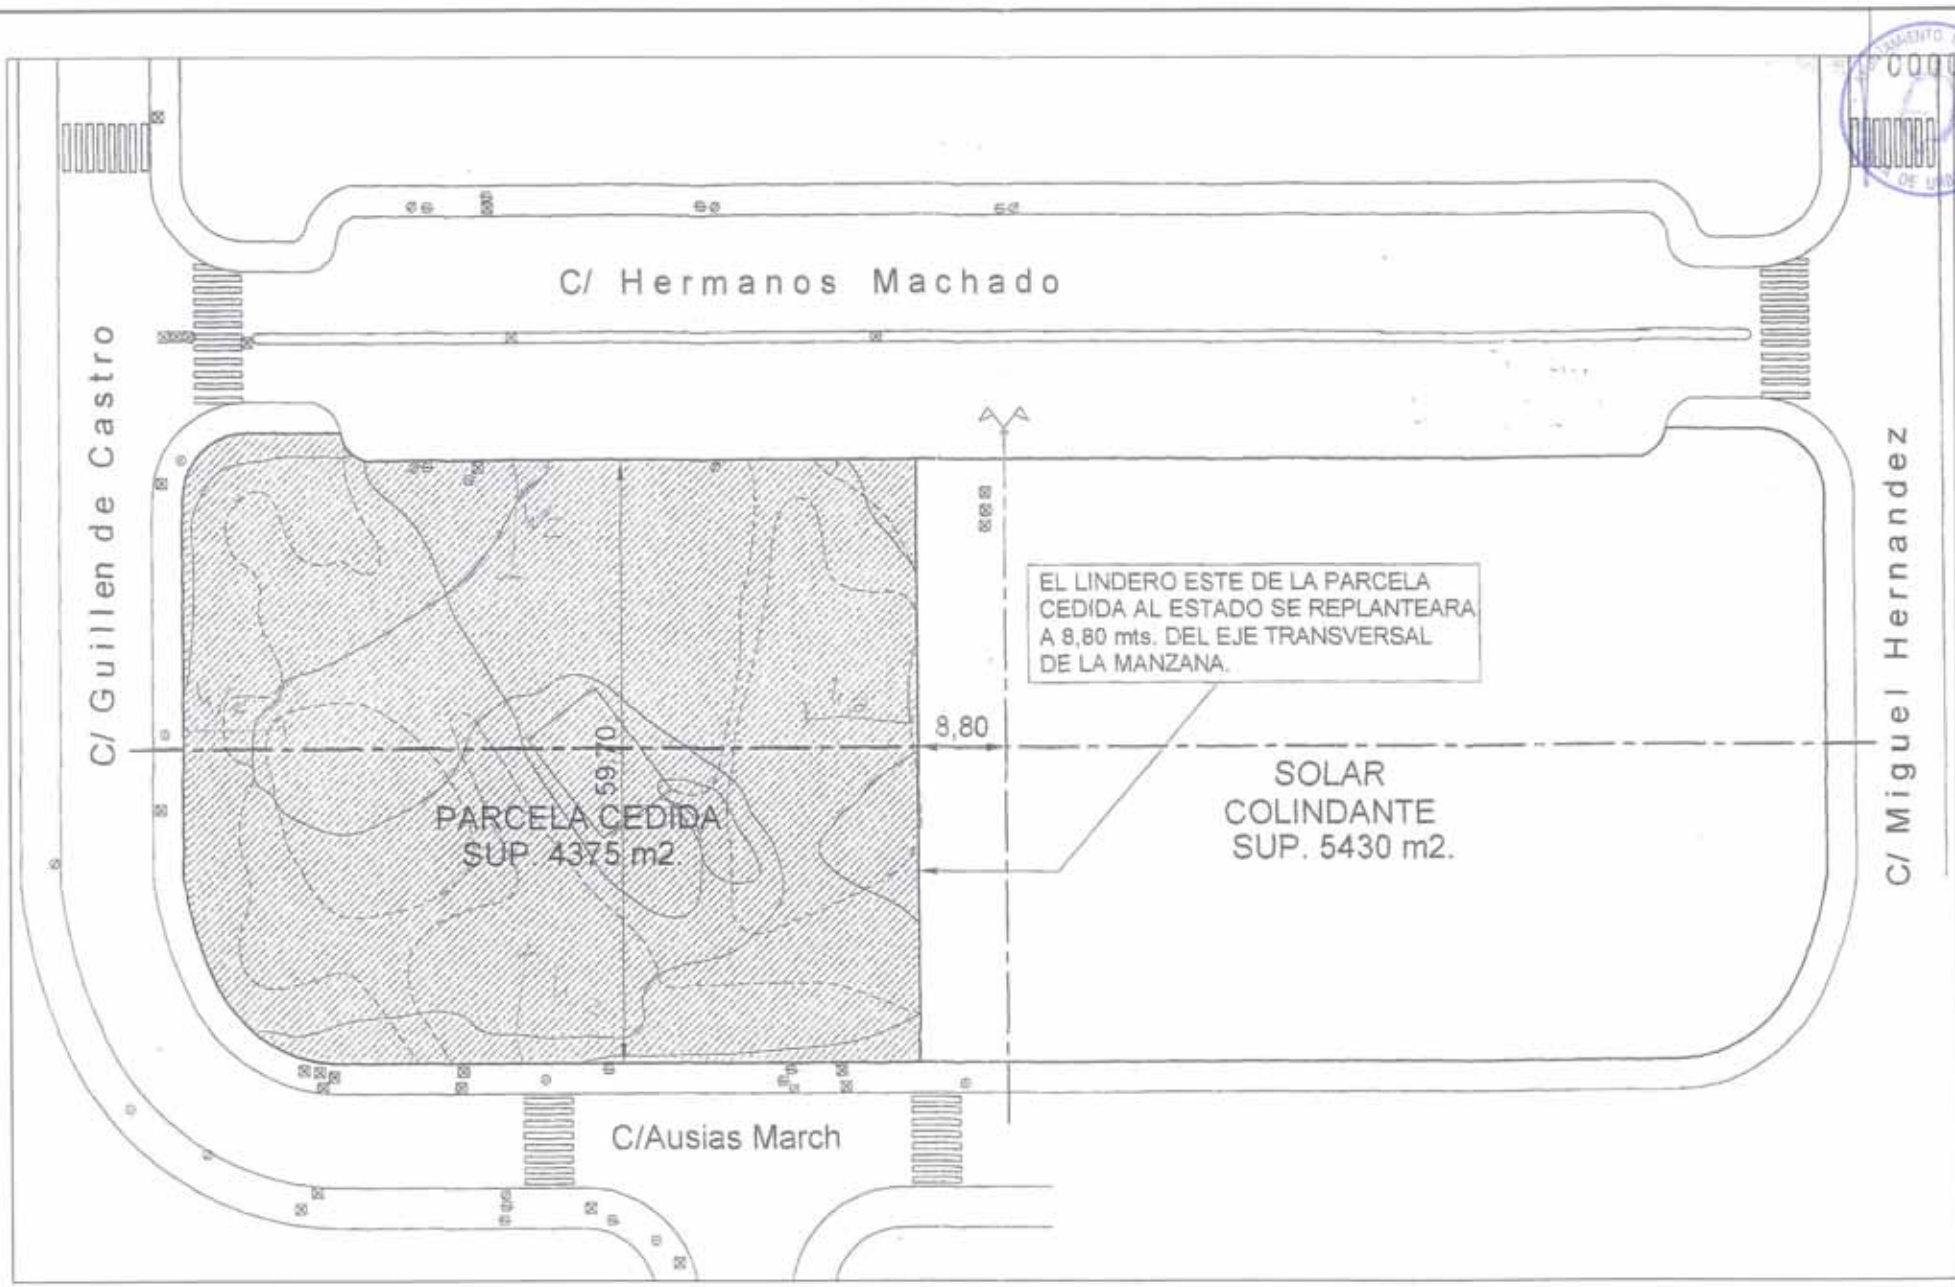 C/ Hermanos Machado
C/ Guillen de Castro
C/ Miguel Hernandez
EL LINDERO ESTE DE LA PARCELA
CEDIDA AL ESTADO SE REPLANTEARA
A 8,80 mts. DEL EJE TRANSVERSAL
DE LA MANZANA.
8,80
59,70
PARCELA CEDIDA
SUP. 4375 m2.
SOLAR
COLINDANTE
SUP. 5430 m2.
C/Ausias March